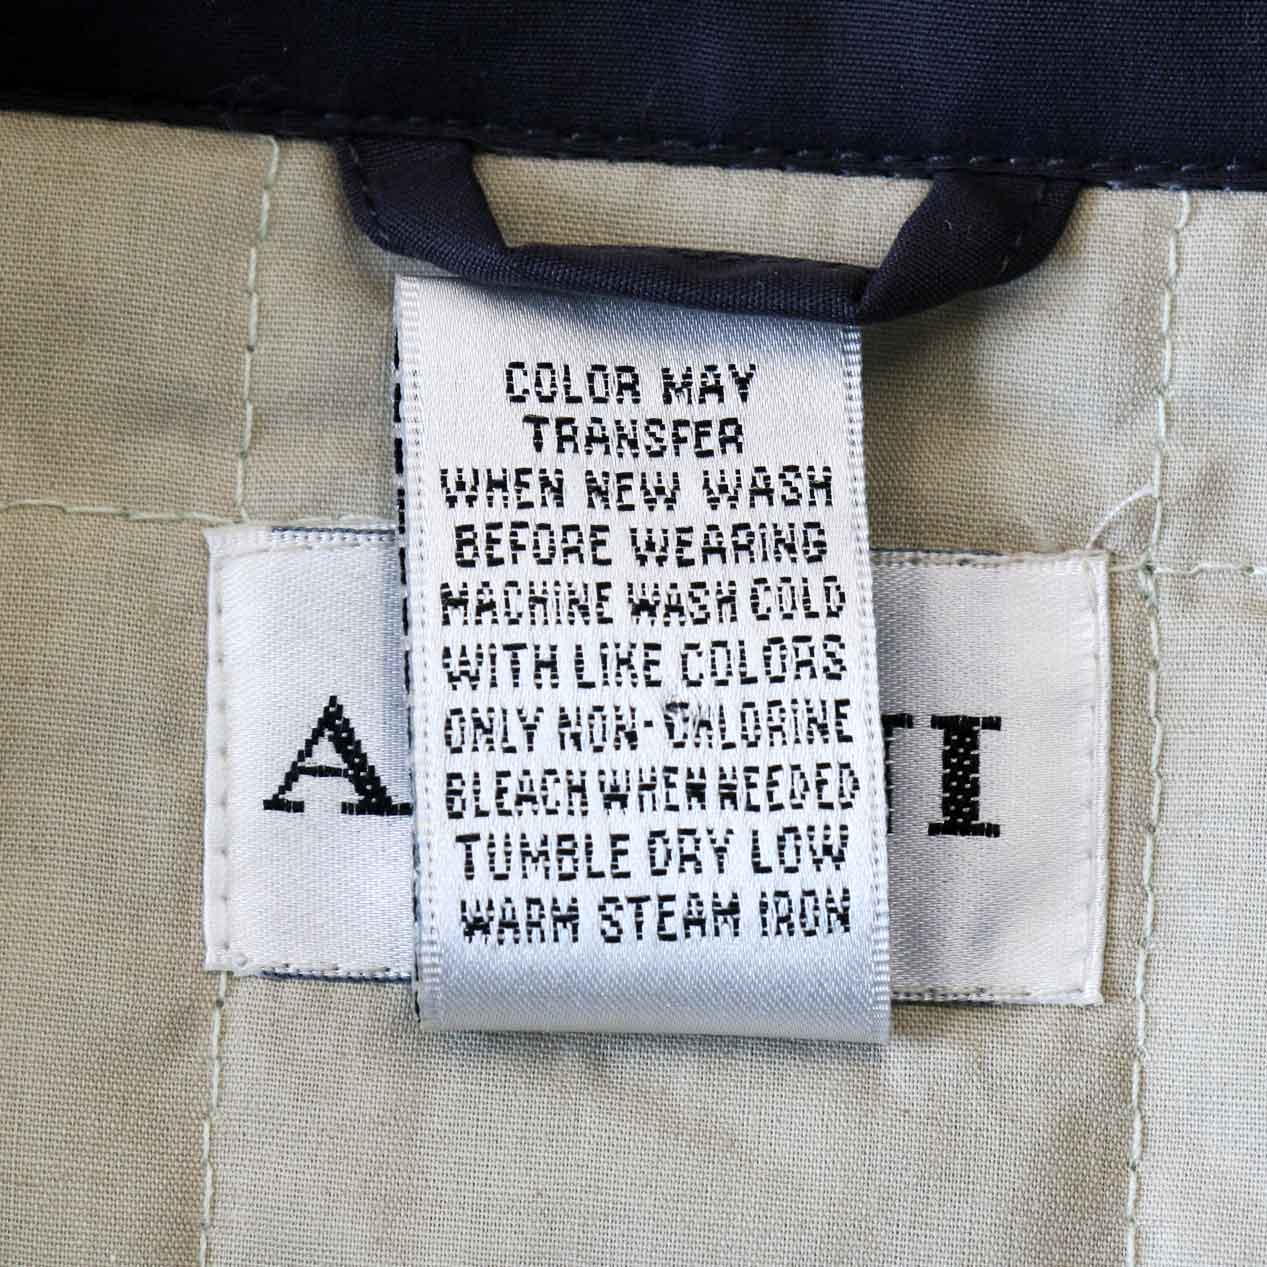 COLOR MAY
TRANSFER
WHEN NEW WASH
BEFORE WEARING
MACHINE WASH COLD
WITH LIKE COLORS
ONLY NON-CHLORINE
BLEACH WHEN NEEDED
TUMBLE DRY LOW
WARM STEAM IRON